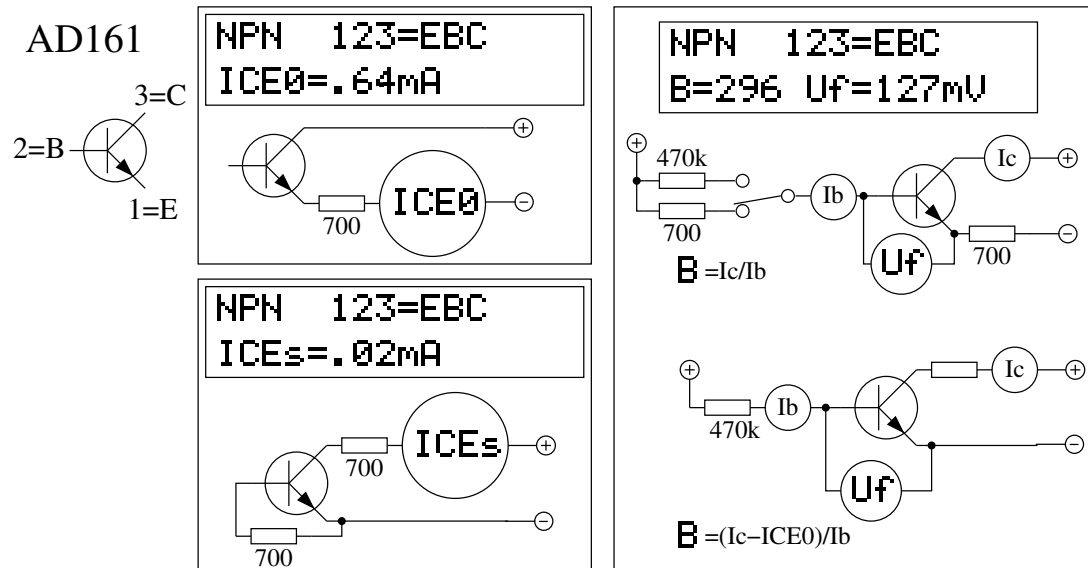 AD161
3=C
2=B
1=E
NPN 123=EBC
ICE0=.64mA
+
700
ICE0
−
NPN 123=EBC
ICEs=.02mA
700
ICEs
+
−
700
NPN 123=EBC
B=296 Uf=127mV
+
470k
700
Ib
Ic
+
Uf
700
−
B =Ic/Ib
+
470k
Ib
Ic
+
−
Uf
B =(Ic−ICE0)/Ib